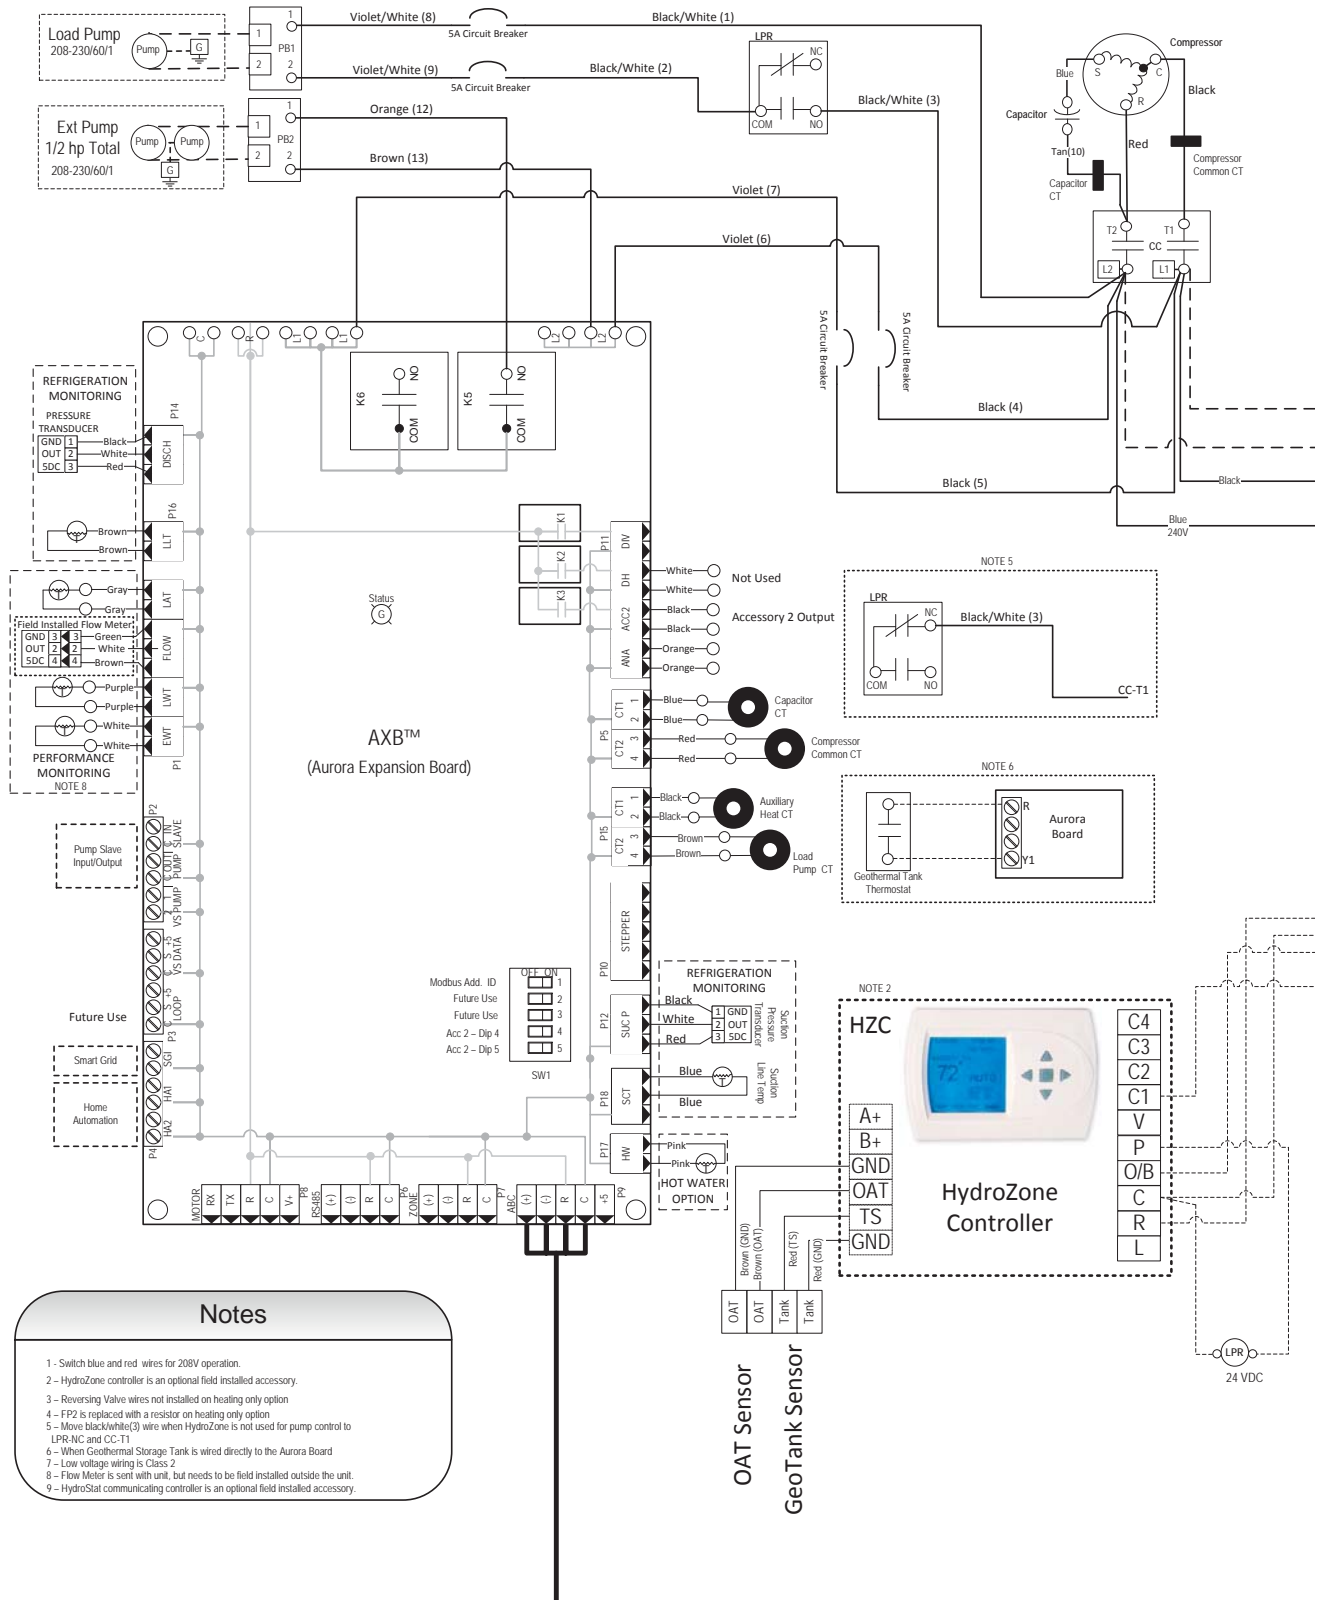 Load Pump
208-230/60/1
Pump
G
1
2
1
PB1
2
Violet/White (8)
5A Circuit Breaker
Black/White (1)
Violet/White (9)
5A Circuit Breaker
Black/White (2)
LPR
NC
COM
NO
Black/White (3)
Compressor
Blue
S
C
R
Black
Capacitor
Tan(10)
Red
Capacitor
CT
Compressor
Common CT
T2
T1
CC
L2
L1
Ext Pump
1/2 hp Total
208-230/60/1
Pump
Pump
G
1
2
1
PB2
2
Orange (12)
Brown (13)
Violet (7)
Violet (6)
5A Circuit Breaker
5A Circuit Breaker
Black (4)
Black (5)
Black
Blue
240V
C
R
L1
L1
L2
L2
K6
NO
COM
K5
NO
COM
REFRIGERATION
MONITORING
PRESSURE
TRANSDUCER
GND 1 Black
OUT 2 White
5DC 3 Red
P14
DISCH
Brown
Brown
P16
LLT
K1
K2
K3
P11
DIV
DH
ACC2
ANA
White
White
Not Used
Black
Black
Accessory 2 Output
Orange
Orange
Gray
Gray
LAT
Field Installed Flow Meter
GND 3 3 Green
OUT 2 2 White
5DC 4 4 Brown
FLOW
Purple
Purple
LWT
White
White
EWT
P1
PERFORMANCE
MONITORING
NOTE 8
Status
G
AXB™
(Aurora Expansion Board)
CT1
1
2
P5
CT2
3
4
Blue
Blue
Capacitor
CT
Red
Red
Compressor
Common CT
P15
CT1
1
2
CT2
3
4
Black
Black
Auxiliary
Heat CT
Brown
Brown
Load
Pump CT
NOTE 5
LPR
NC
COM
NO
Black/White (3)
CC-T1
NOTE 6
Geothermal Tank
Thermostat
R
Y1
Aurora
Board
P2
C IN
SLAVE
C OUT
PUMP
2 1
VS PUMP
Pump Slave
Input/Output
C S +5
VS DATA
C S +5
LOOP
P3
Future Use
Smart Grid
SGI
Home
Automation
HA1
HA2
P4
STEPPER
P10
OFF ON
Modbus Add. ID 1
Future Use 2
Future Use 3
Acc 2 – Dip 4 4
Acc 2 – Dip 5 5
SW1
REFRIGERATION
MONITORING
P12
SUC P
Black 1 GND
White 2 OUT
Red 3 5DC
Suction
Pressure
Transducer
P18
SCT
Blue
Blue
Suction
Line Temp
P17
HW
Pink
Pink
HOT WATER
OPTION
MOTOR
RX
TX
R
C
V+
P8
RS485
(+)
(-)
R
C
P6
ZONE
(+)
(-)
R
C
P7
ABC
(+)
(-)
R
C
+5
P9
NOTE 2
HZC
72
AUTO
A+
B+
GND
OAT
TS
GND
HydroZone
Controller
C4
C3
C2
C1
V
P
O/B
C
R
L
Brown (GND)
Brown (OAT)
Red (TS)
Red (GND)
OAT
OAT
Tank
Tank
OAT Sensor
GeoTank Sensor
LPR
24 VDC
Notes
1 - Switch blue and red wires for 208V operation.
2 – HydroZone controller is an optional field installed accessory.
3 – Reversing Valve wires not installed on heating only option
4 – FP2 is replaced with a resistor on heating only option
5 – Move black/white(3) wire when HydroZone is not used for pump control to
LPR-NC and CC-T1
6 – When Geothermal Storage Tank is wired directly to the Aurora Board
7 – Low voltage wiring is Class 2
8 – Flow Meter is sent with unit, but needs to be field installed outside the unit.
9 – HydroStat communicating controller is an optional field installed accessory.